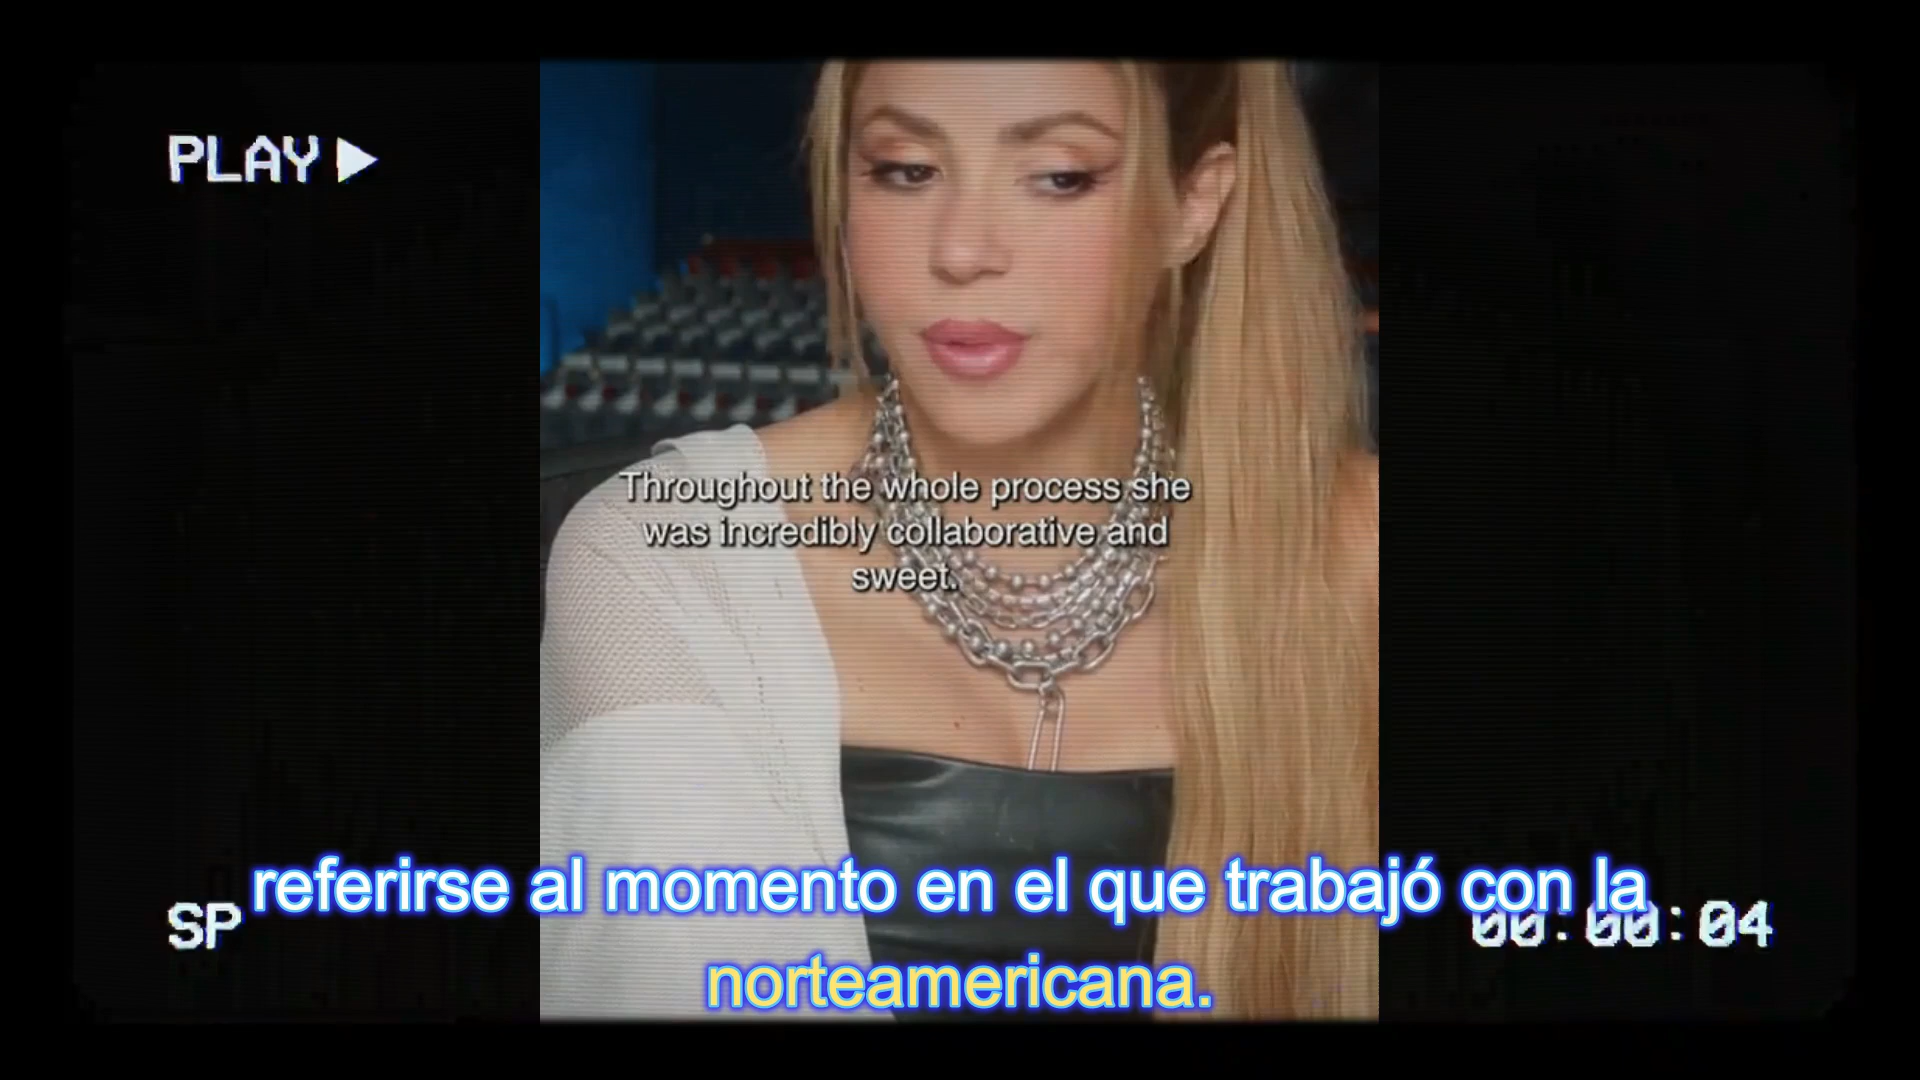 PLAY
Throughout the whole process she
was incredibly collaborative and
sweet.
referirse al momento en el que trabajó con la
norteamericana.
SP
00:00:04